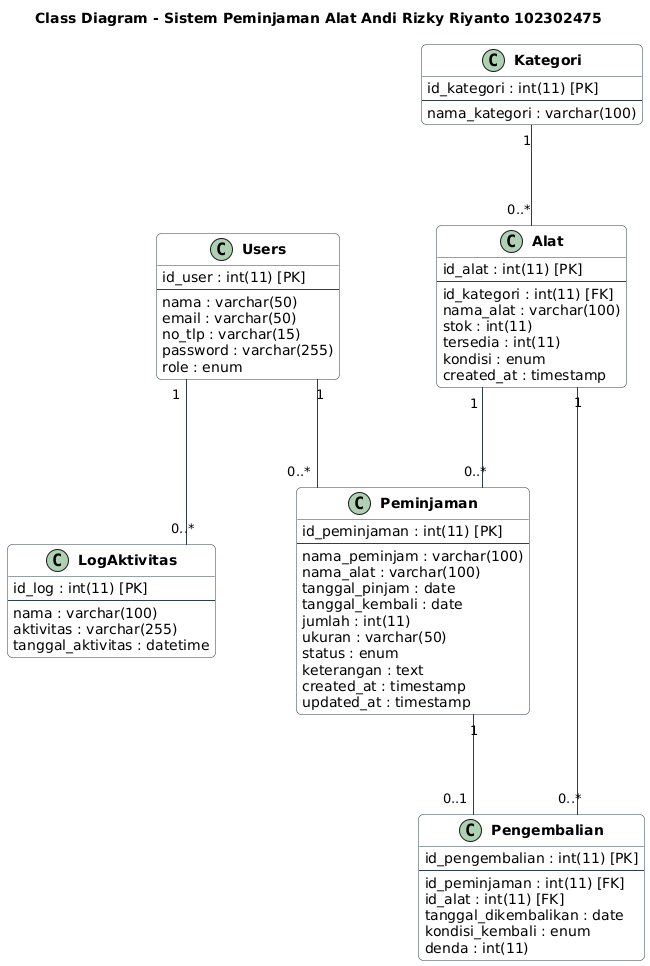 Class Diagram - Sistem Peminjaman Alat Andi Rizky Riyanto 102302475
C Kategori
id_kategori : int(11) [PK]
nama_kategori : varchar(100)
1
0..*
C Users
id_user : int(11) [PK]
nama : varchar(50)
email : varchar(50)
no_tlp : varchar(15)
password : varchar(255)
role : enum
C Alat
id_alat : int(11) [PK]
id_kategori : int(11) [FK]
nama_alat : varchar(100)
stok : int(11)
tersedia : int(11)
kondisi : enum
created_at : timestamp
1
1
1
1
0..*
0..*
0..*
C LogAktivitas
id_log : int(11) [PK]
nama : varchar(100)
aktivitas : varchar(255)
tanggal_aktivitas : datetime
C Peminjaman
id_peminjaman : int(11) [PK]
nama_peminjam : varchar(100)
nama_alat : varchar(100)
tanggal_pinjam : date
tanggal_kembali : date
jumlah : int(11)
ukuran : varchar(50)
status : enum
keterangan : text
created_at : timestamp
updated_at : timestamp
1
0..1
0..*
C Pengembalian
id_pengembalian : int(11) [PK]
id_peminjaman : int(11) [FK]
id_alat : int(11) [FK]
tanggal_dikembalikan : date
kondisi_kembali : enum
denda : int(11)